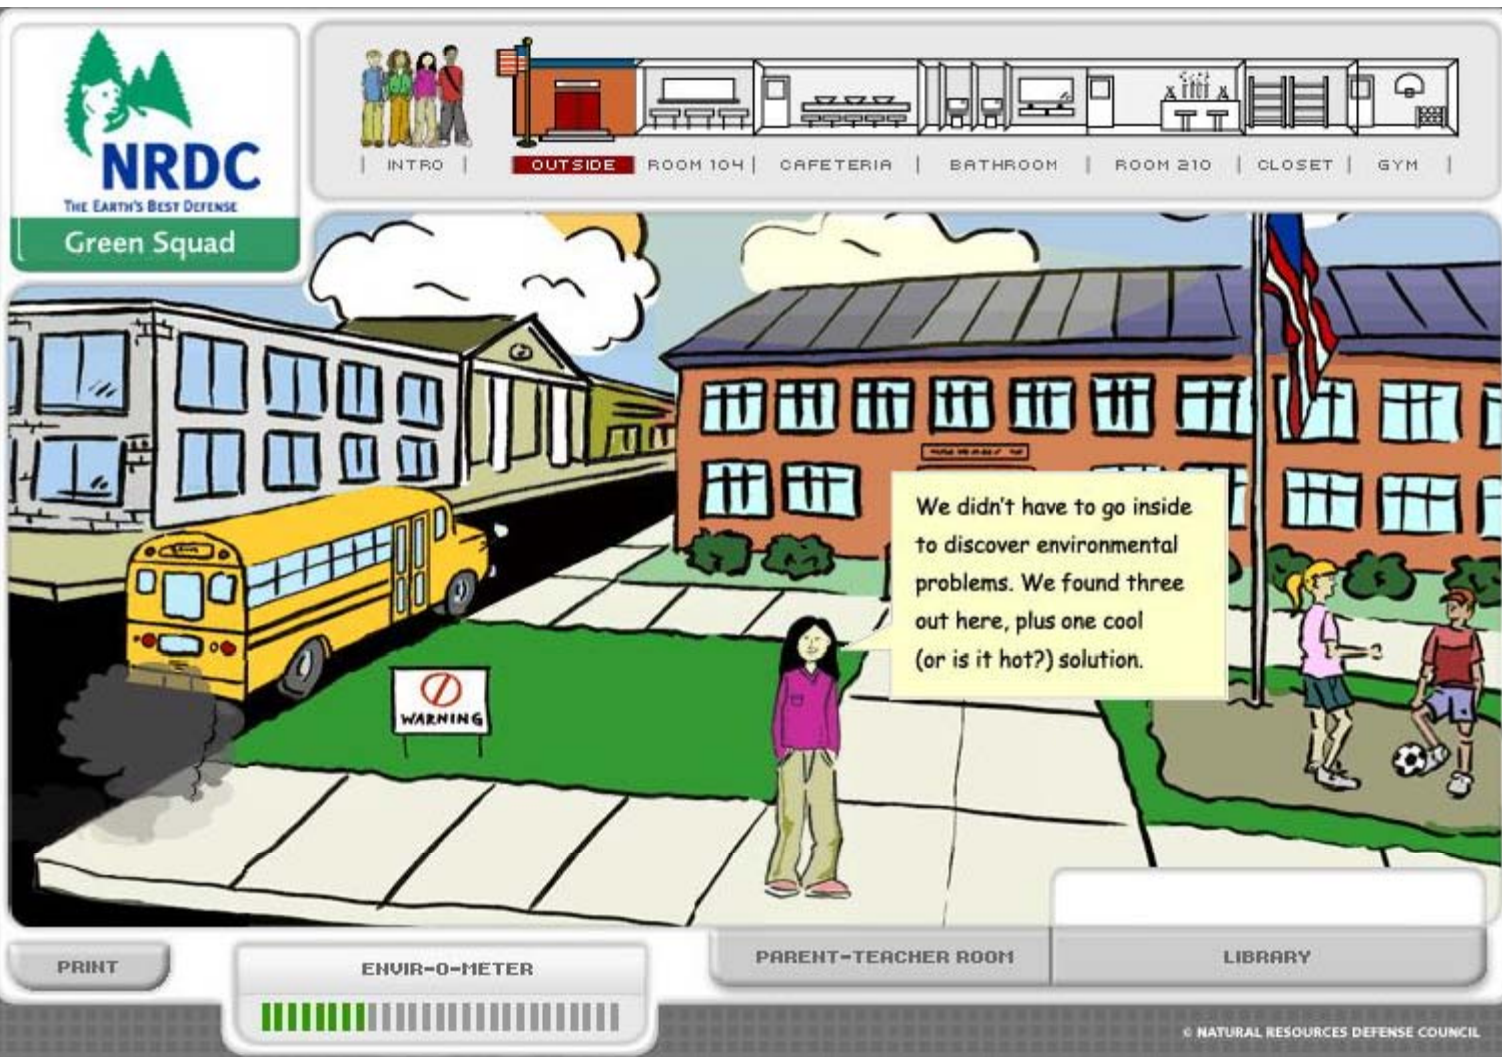 NRDC
THE EARTH'S BEST DEFENSE
Green Squad
INTRO
OUTSIDE
ROOM 104
CAFETERIA
BATHROOM
ROOM 210
CLOSET
GYM
We didn't have to go inside
to discover environmental
problems. We found three
out here, plus one cool
(or is it hot?) solution.
WARNING
PRINT
ENVIR-O-METER
PARENT-TEACHER ROOM
LIBRARY
© NATURAL RESOURCES DEFENSE COUNCIL